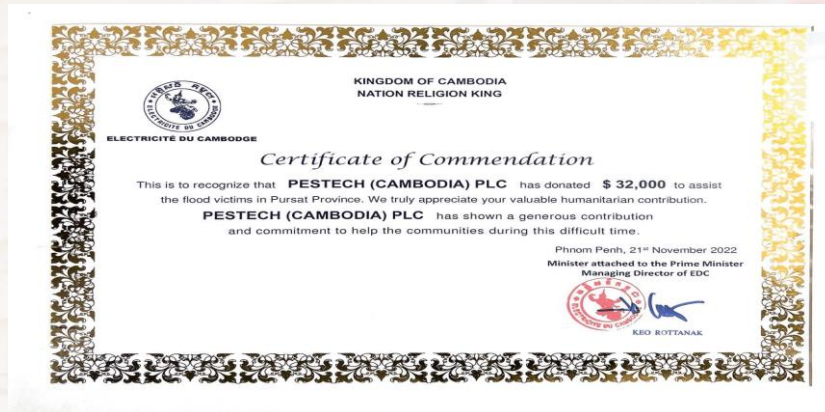 KINGDOM OF CAMBODIA
NATION RELIGION KING
ELECTRICITÉ DU CAMBODGE
Certificate of Commendation
This is to recognize that PESTECH (CAMBODIA) PLC has donated $ 32,000 to assist
the flood victims in Pursat Province. We truly appreciate your valuable humanitarian contribution.
PESTECH (CAMBODIA) PLC has shown a generous contribution
and commitment to help the communities during this difficult time.
Phnom Penh, 21st November 2022
Minister attached to the Prime Minister
Managing Director of EDC
KEO ROTTANAK